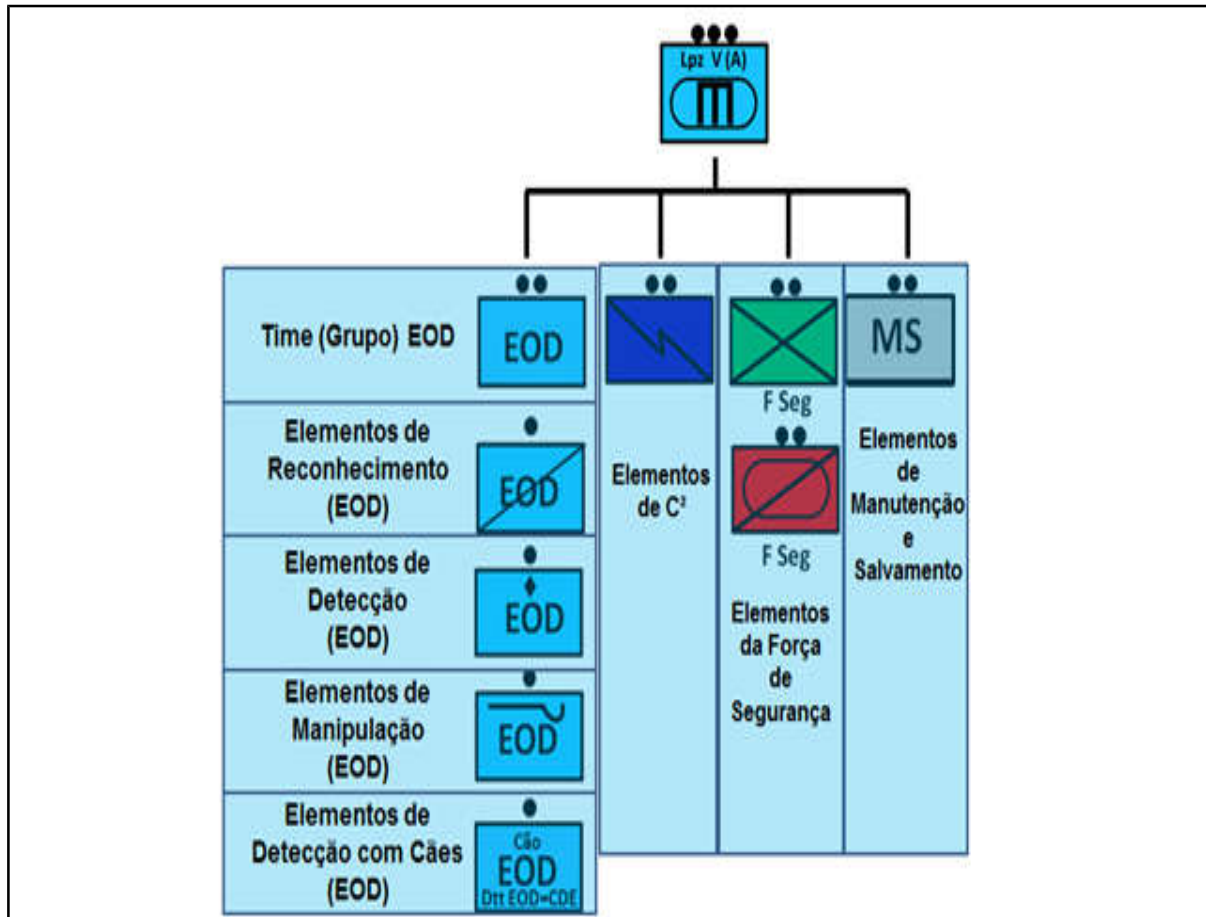 Lpz V (A)
Time (Grupo) EOD
EOD
Elementos de
Reconhecimento
(EOD)
EOD
Elementos de
Detecção
(EOD)
EOD
Elementos de
Manipulação
(EOD)
EOD
Elementos de
Detecção com Cães
(EOD)
Cão
EOD
Dtt EOD=CDE
Elementos
de C²
F Seg
F Seg
Elementos
da Força
de
Segurança
MS
Elementos
de
Manutenção
e
Salvamento